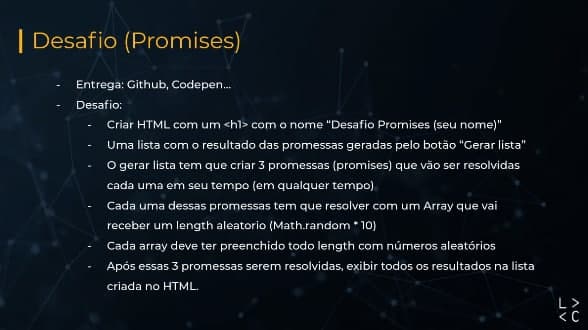 Desafio (Promises)
- Entrega: Github, Codepen...
- Desafio:
- Criar HTML com um <h1> com o nome “Desafio Promises (seu nome)”
- Uma lista com o resultado das promessas geradas pelo botão “Gerar lista”
- O gerar lista tem que criar 3 promessas (promises) que vão ser resolvidas
cada uma em seu tempo (em qualquer tempo)
- Cada uma dessas promessas tem que resolver com um Array que vai
receber um length aleatorio (Math.random * 10)
- Cada array deve ter preenchido todo length com números aleatórios
- Após essas 3 promessas serem resolvidas, exibir todos os resultados na lista
criada no HTML.
L >
< C